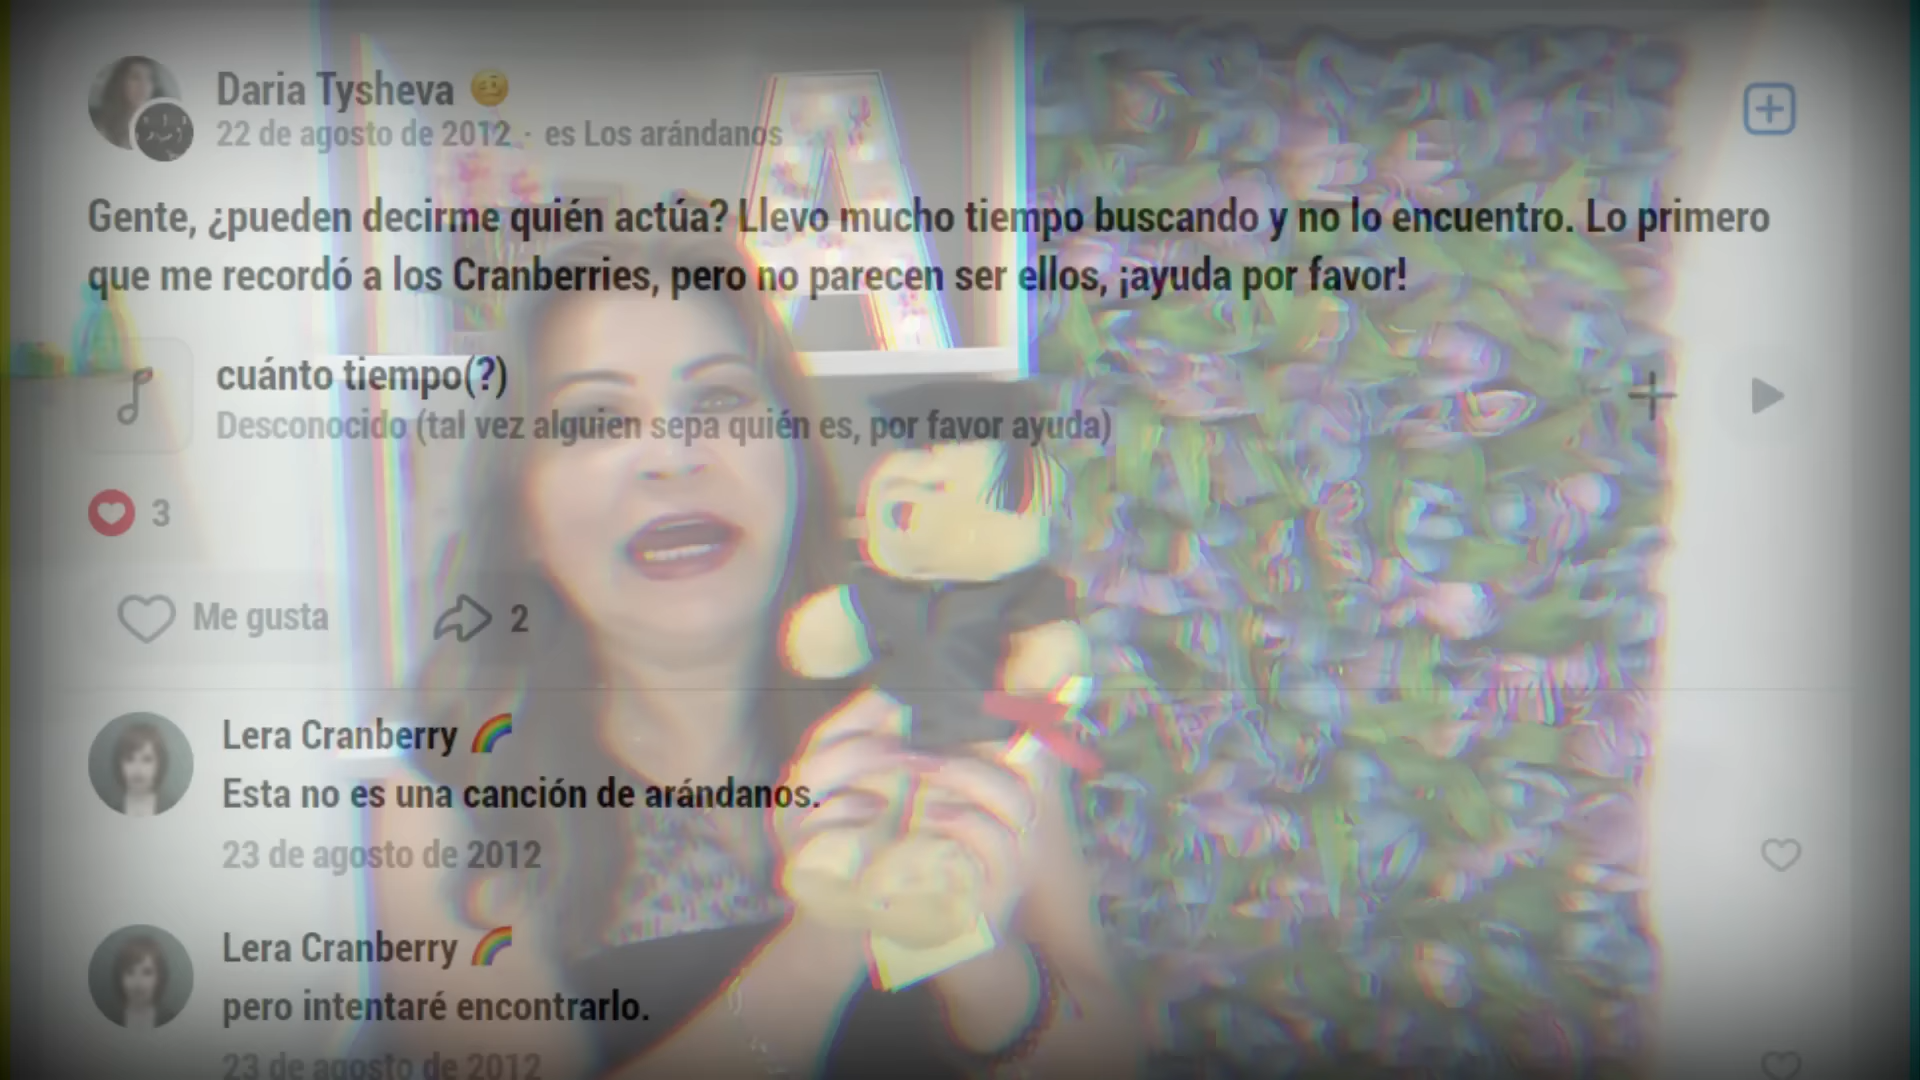 Daria Tysheva
22 de agosto de 2012 · es Los arándanos
Gente, ¿pueden decirme quién actúa? Llevo mucho tiempo buscando y no lo encuentro. Lo primero
que me recordó a los Cranberries, pero no parecen ser ellos, ¡ayuda por favor!
cuánto tiempo(?)
Desconocido (tal vez alguien sepa quién es, por favor ayuda)
3
Me gusta 2
Lera Cranberry
Esta no es una canción de arándanos.
23 de agosto de 2012
Lera Cranberry
pero intentaré encontrarlo.
23 de agosto de 2012
A